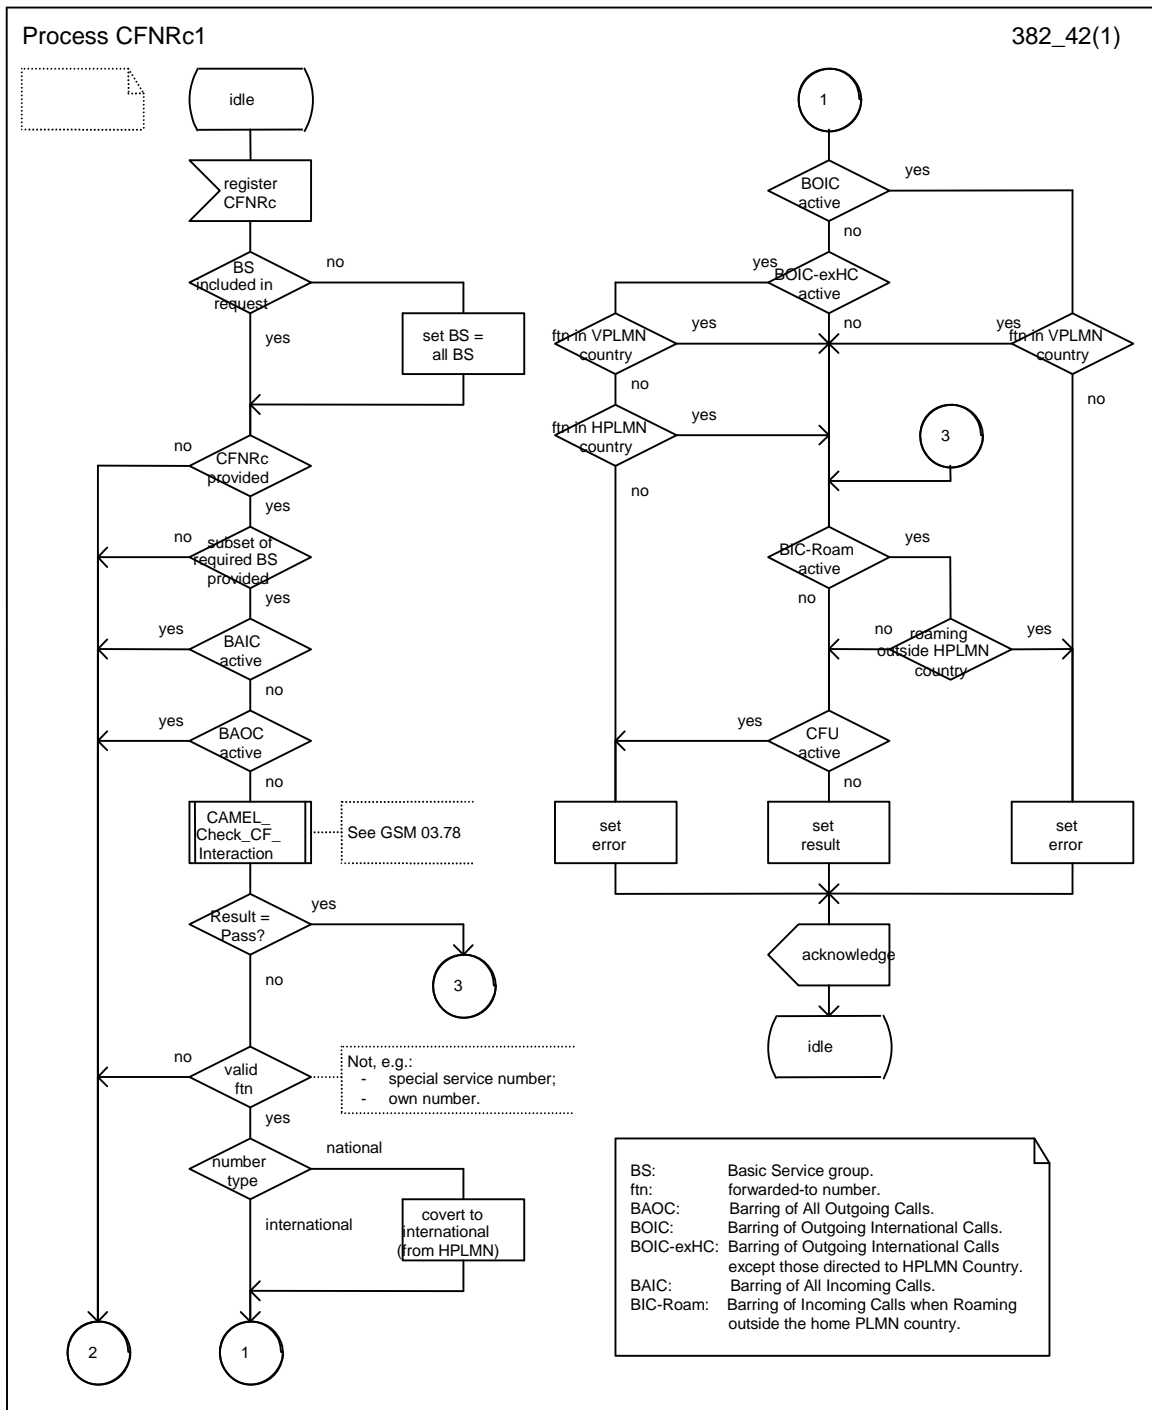 Process CFNRc1
382_42(1)
idle
register
CFNRc
BS
included in
request
no
yes
set BS =
all BS
no
CFNRc
provided
yes
no
subset of
required BS
provided
yes
yes
BAIC
active
no
yes
BAOC
active
no
CAMEL_
Check_CF_
Interaction
See GSM 03.78
Result =
Pass?
yes
no
3
no
valid
ftn
Not, e.g.:
- special service number;
- own number.
yes
number
type
national
international
covert to
international
(from HPLMN)
2
1
1
BOIC
active
yes
no
yes
BOIC-exHC
active
no
ftn in VPLMN
country
yes
no
yes
ftn in VPLMN
country
no
ftn in HPLMN
country
yes
no
3
BIC-Roam
active
yes
no
no
roaming
outside HPLMN
country
yes
yes
CFU
active
no
set
error
set
result
set
error
acknowledge
idle
BS: Basic Service group.
ftn: forwarded-to number.
BAOC: Barring of All Outgoing Calls.
BOIC: Barring of Outgoing International Calls.
BOIC-exHC: Barring of Outgoing International Calls
except those directed to HPLMN Country.
BAIC: Barring of All Incoming Calls.
BIC-Roam: Barring of Incoming Calls when Roaming
outside the home PLMN country.